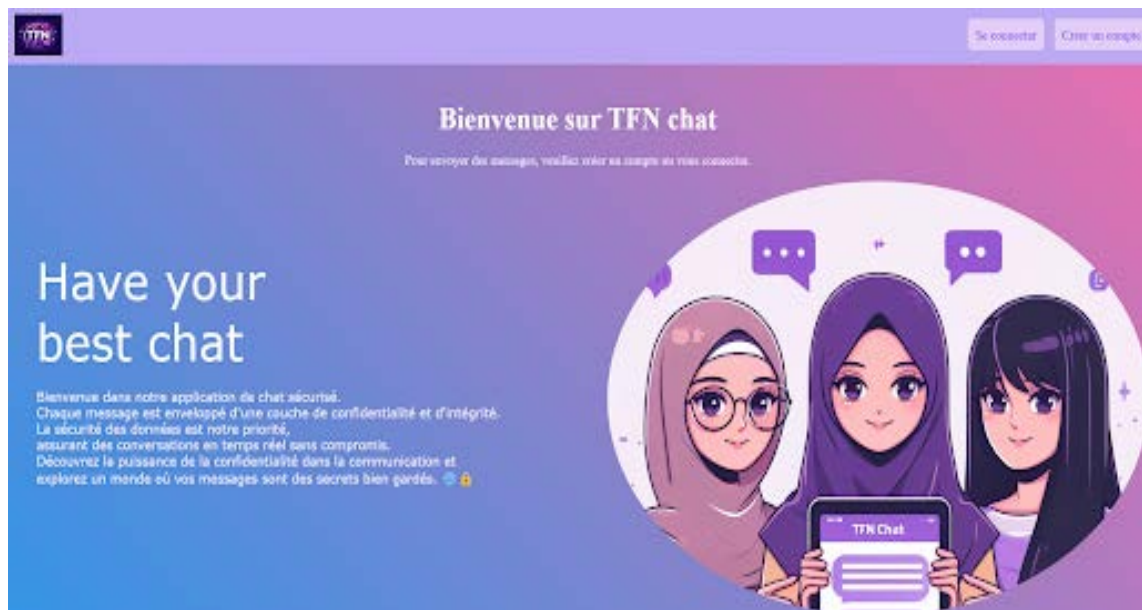 TFN
Se connecter
Créer un compte
Bienvenue sur TFN chat
Pour envoyer des messages, veuillez créer un compte ou vous connecter.
Have your
best chat
Bienvenue dans notre application de chat sécurisé.
Chaque message est enveloppé d'une couche de confidentialité et d'intégrité.
La sécurité des données est notre priorité,
assurant des conversations en temps réel sans compromis.
Découvrez la puissance de la confidentialité dans la communication et
explorez un monde où vos messages sont des secrets bien gardés. 🌐🔒
TFN Chat